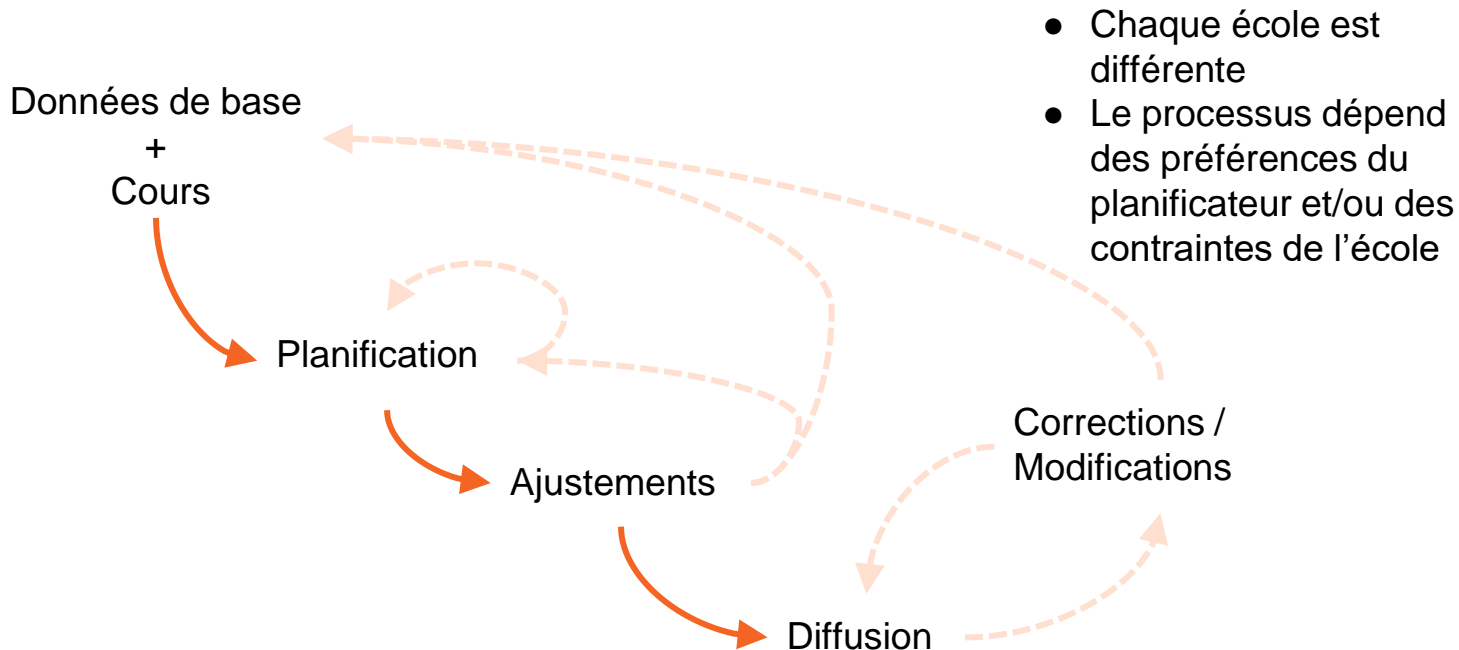 ● Chaque école est
différente
● Le processus dépend
des préférences du
planificateur et/ou des
contraintes de l’école
Données de base
+
Cours
Planification
Ajustements
Corrections /
Modifications
Diffusion